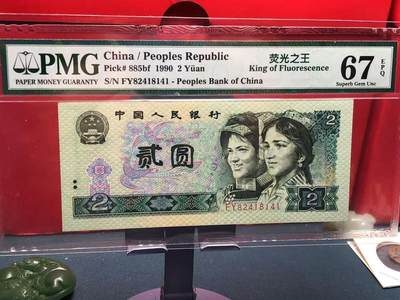 PMG
PAPER MONEY GUARANTY
China / Peoples Republic
Pick# 885bf 1990 2 Yüan
S/N FY82418141 - Peoples Bank of China
荧光之王
King of Fluorescence
67 EPQ
Superb Gem Unc
中国人民银行
2
贰圆
2
FY82418141
2